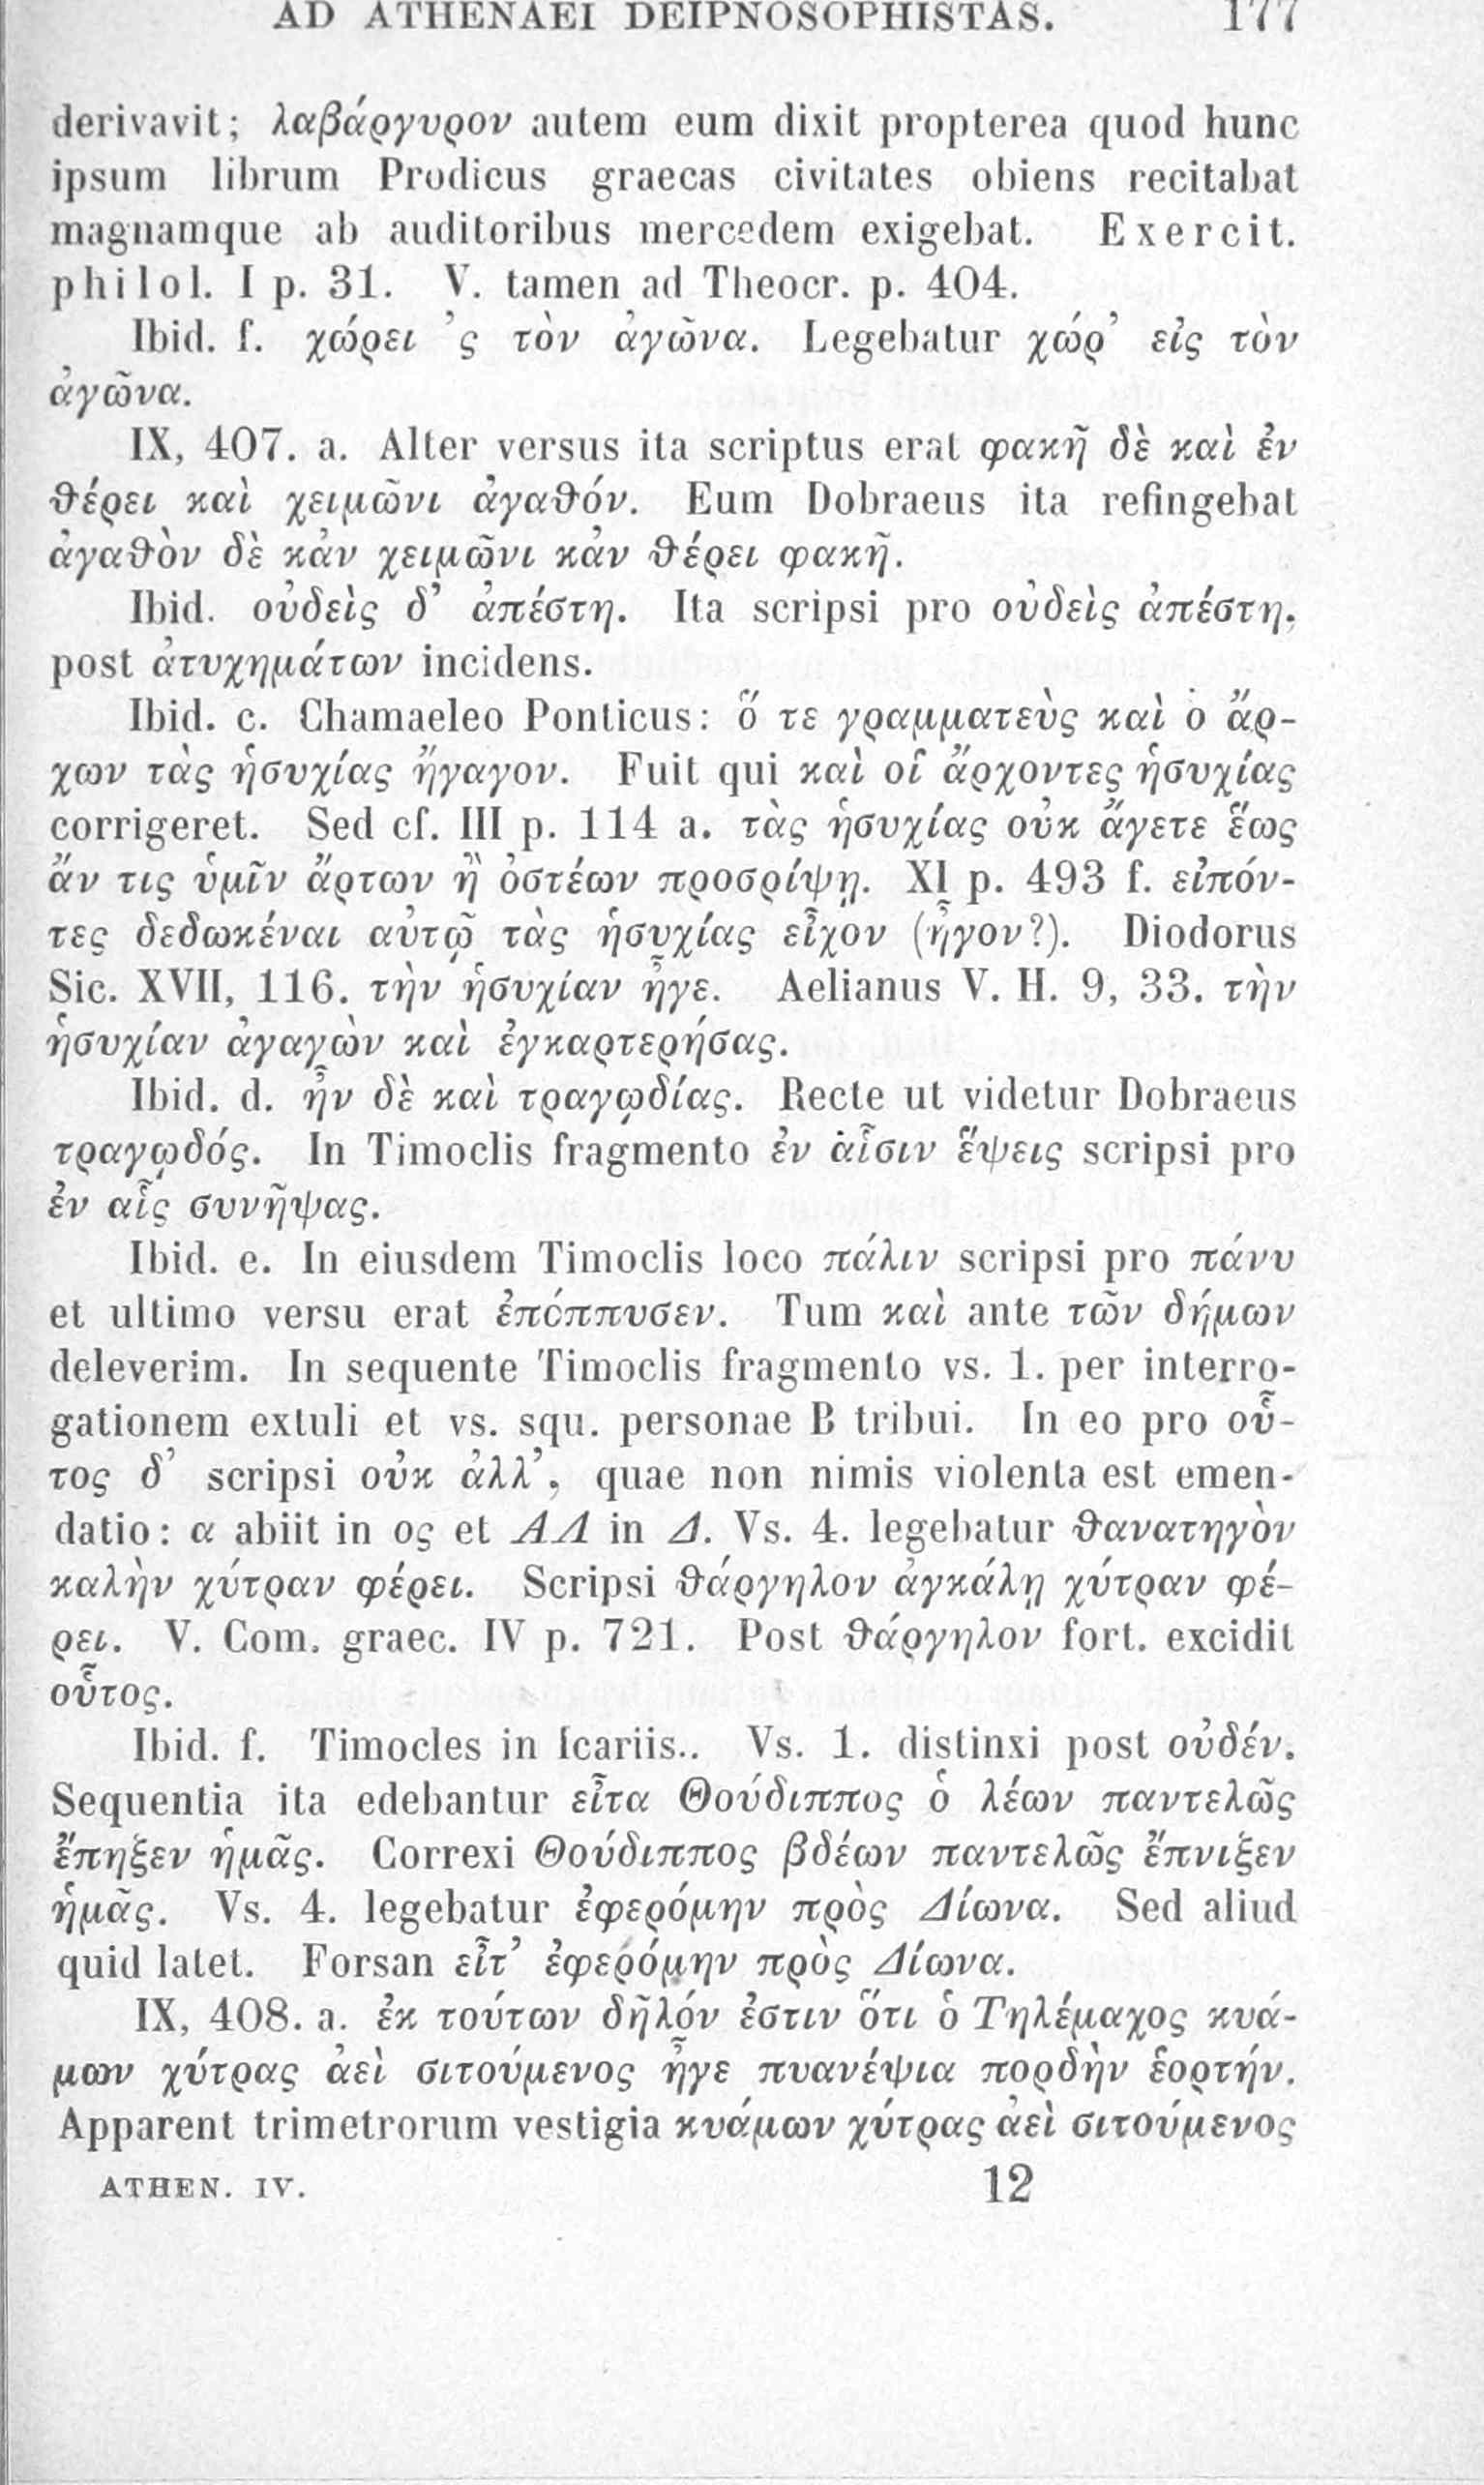 AD ATHENAEI DEIPNOSOPHISTAS. 177
derivavit; λαβάργυρον autem eum dixit propterea quod hunc
ipsum librum Prodicus graecas civitates obiens recitabat
magnamque ab auditoribus mercedem exigebat. Exercit.
philol. I p. 31. V. tamen ad Theocr. p. 404.
Ibid. f. χώρει ’ς τὸν ἀγῶνα. Legebatur χώρ’ εἰς τὸν
ἀγῶνα.
IX, 407. a. Alter versus ita scriptus erat φακῆ δὲ καὶ ἐν
θέρει καὶ χειμῶνι ἀγαθόν. Eum Dobraeus ita refingebat
ἀγαθὸν δὲ κἀν χειμῶνι κἀν θέρει φακῆ.
Ibid. οὐδεὶς δ’ ἀπέστη. Ita scripsi pro οὐδεὶς ἀπέστη,
post ἀτυχημάτων incidens.
Ibid. c. Chamaeleo Ponticus: ὅ τε γραμματεὺς καὶ ὁ ἄρ-
χων τὰς ἡσυχίας ἤγαγον. Fuit qui καὶ οἱ ἄρχοντες ἡσυχίας
corrigeret. Sed cf. III p. 114 a. τὰς ἡσυχίας οὐκ ἄγετε ἕως
ἄν τις ὑμῖν ἄρτων ἢ ὀστέων προσρίψῃ. XI p. 493 f. εἰπόν-
τες δεδωκέναι αὐτῷ τὰς ἡσυχίας εἶχον (ἦγον?). Diodorus
Sic. XVII, 116. τὴν ἡσυχίαν ἦγε. Aelianus V. H. 9, 33. τὴν
ἡσυχίαν ἀγαγὼν καὶ ἐγκαρτερήσας.
Ibid. d. ἦν δὲ καὶ τραγῳδίας. Recte ut videtur Dobraeus
τραγῳδός. In Timoclis fragmento ἐν αἷσιν ἕψεις scripsi pro
ἐν αἷς συνῆψας.
Ibid. e. In eiusdem Timoclis loco πάλιν scripsi pro πάνυ
et ultimo versu erat ἐπόππυσεν. Tum καὶ ante τῶν δήμων
deleverim. In sequente Timoclis fragmento vs. 1. per interro-
gationem extuli et vs. squ. personae B tribui. In eo pro οὗ-
τος δ’ scripsi οὐκ ἀλλ’, quae non nimis violenta est emen-
datio: α abiit in ος et ΑΛ in Δ. Vs. 4. legebatur θανατηγὸν
καλὴν χύτραν φέρει. Scripsi θάργηλον ἀγκάλῃ χύτραν φέ-
ρει. V. Com. graec. IV p. 721. Post θάργηλον fort. excidit
οὗτος.
Ibid. f. Timocles in Icariis.. Vs. 1. distinxi post οὐδέν.
Sequentia ita edebantur εἶτα Θούδιππος ὁ λέων παντελῶς
ἔπηξεν ἡμᾶς. Correxi Θούδιππος βδέων παντελῶς ἔπνιξεν
ἡμᾶς. Vs. 4. legebatur ἐφερόμην πρὸς Δίωνα. Sed aliud
quid latet. Forsan εἶτ’ ἐφερόμην πρὸς Δίωνα.
IX, 408. a. ἐκ τούτων δῆλόν ἐστιν ὅτι ὁ Τηλέμαχος κυά-
μων χύτρας ἀεὶ σιτούμενος ἦγε πυανέψια πορδὴν ἑορτήν.
Apparent trimetrorum vestigia κυάμων χύτρας ἀεὶ σιτούμενος
ATHEN. IV. 12